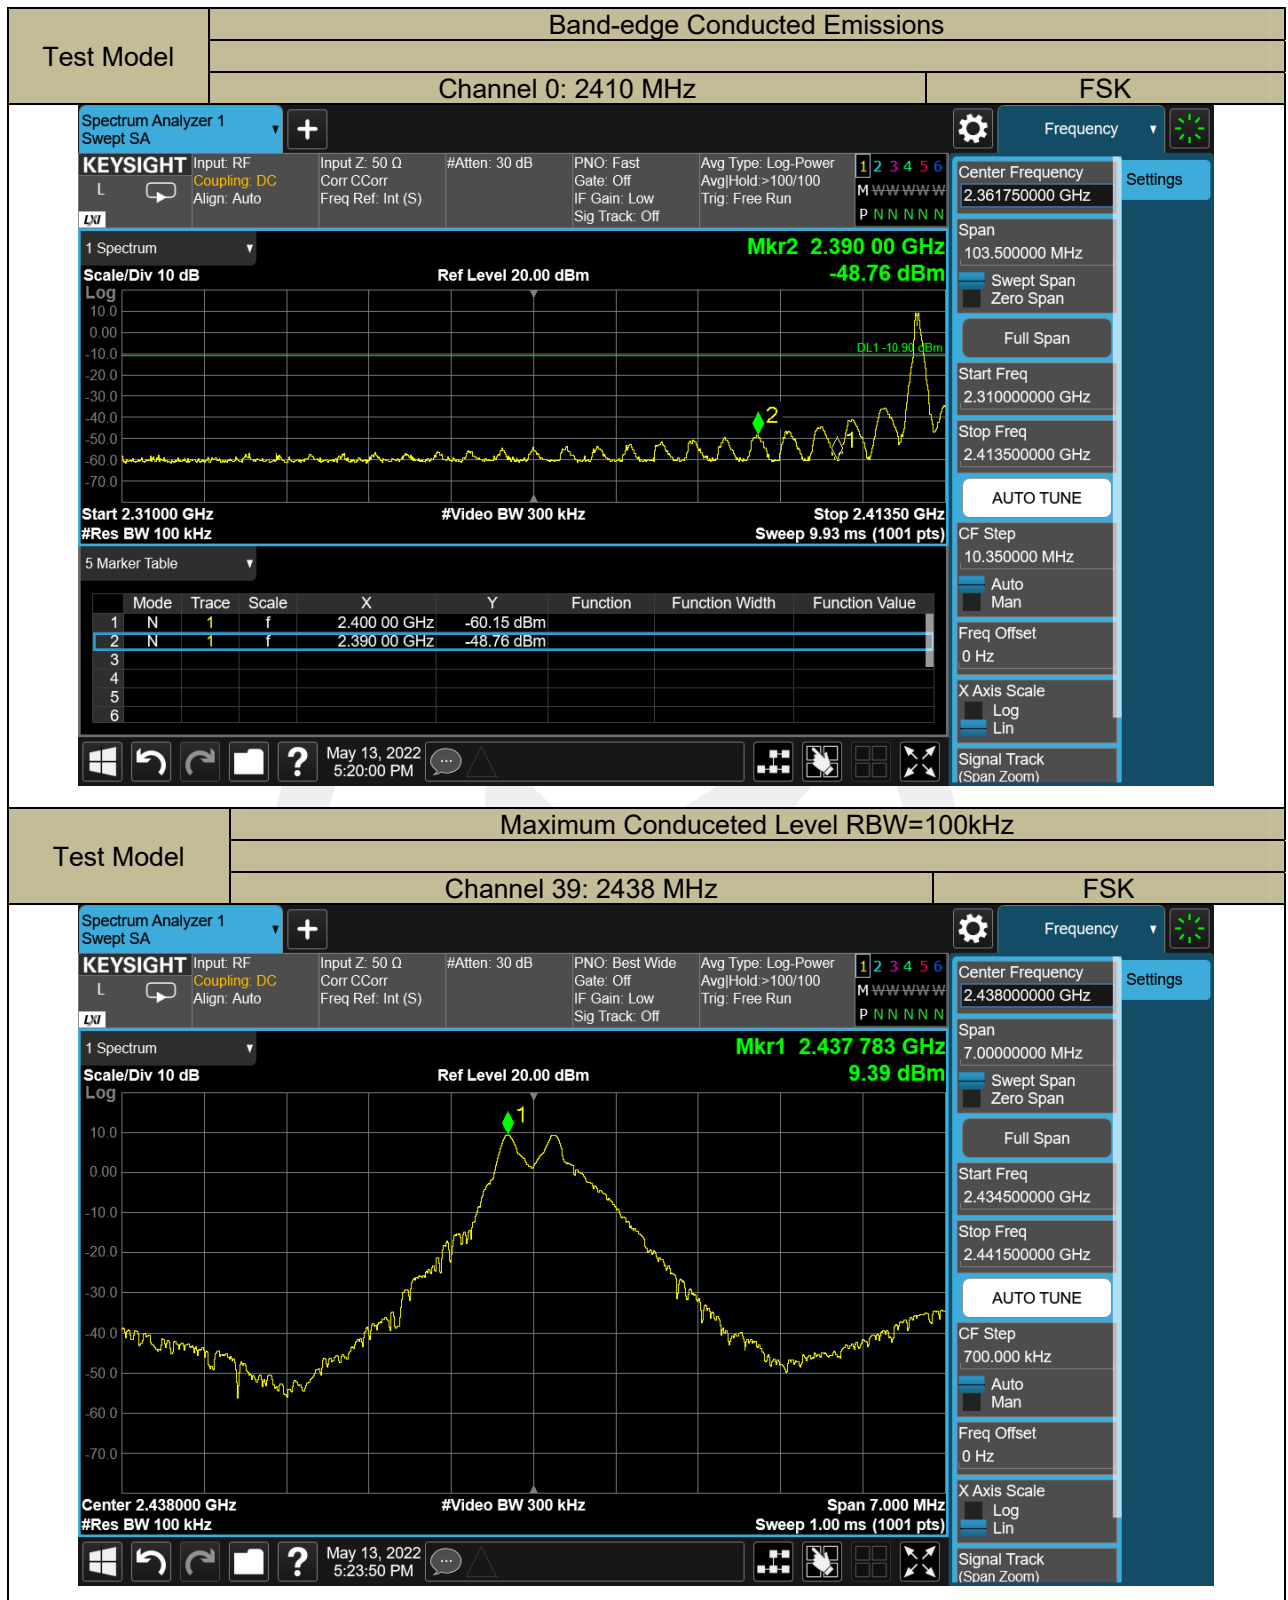 Test Model
Band-edge Conducted Emissions
Channel 0: 2410 MHz
FSK
Spectrum Analyzer 1
Swept SA
Frequency
KEYSIGHT
L
LXI
Input: RF
Coupling: DC
Align: Auto
Input Z: 50 Ω
Corr CCorr
Freq Ref: Int (S)
#Atten: 30 dB
PNO: Fast
Gate: Off
IF Gain: Low
Sig Track: Off
Avg Type: Log-Power
Avg|Hold:>100/100
Trig: Free Run
1 2 3 4 5 6
M W W W W W
P N N N N N
1 Spectrum
Mkr2 2.390 00 GHz
Scale/Div 10 dB
Ref Level 20.00 dBm
-48.76 dBm
Log
10.0
0.00
-10.0
-20.0
-30.0
-40.0
-50.0
-60.0
-70.0
DL1 -10.90 dBm
2
1
Start 2.31000 GHz
#Video BW 300 kHz
Stop 2.41350 GHz
#Res BW 100 kHz
Sweep 9.93 ms (1001 pts)
5 Marker Table
Mode Trace Scale X Y Function Function Width Function Value
1 N 1 f 2.400 00 GHz -60.15 dBm
2 N 1 f 2.390 00 GHz -48.76 dBm
3
4
5
6
May 13, 2022
5:20:00 PM
Center Frequency
2.361750000 GHz
Settings
Span
103.500000 MHz
Swept Span
Zero Span
Full Span
Start Freq
2.310000000 GHz
Stop Freq
2.413500000 GHz
AUTO TUNE
CF Step
10.350000 MHz
Auto
Man
Freq Offset
0 Hz
X Axis Scale
Log
Lin
Signal Track
(Span Zoom)
Test Model
Maximum Conduceted Level RBW=100kHz
Channel 39: 2438 MHz
FSK
Spectrum Analyzer 1
Swept SA
Frequency
KEYSIGHT
L
LXI
Input: RF
Coupling: DC
Align: Auto
Input Z: 50 Ω
Corr CCorr
Freq Ref: Int (S)
#Atten: 30 dB
PNO: Best Wide
Gate: Off
IF Gain: Low
Sig Track: Off
Avg Type: Log-Power
Avg|Hold:>100/100
Trig: Free Run
1 2 3 4 5 6
M W W W W W
P N N N N N
1 Spectrum
Mkr1 2.437 783 GHz
Scale/Div 10 dB
Ref Level 20.00 dBm
9.39 dBm
Log
10.0
0.00
-10.0
-20.0
-30.0
-40.0
-50.0
-60.0
-70.0
1
Center 2.438000 GHz
#Video BW 300 kHz
Span 7.000 MHz
#Res BW 100 kHz
Sweep 1.00 ms (1001 pts)
May 13, 2022
5:23:50 PM
Center Frequency
2.438000000 GHz
Settings
Span
7.00000000 MHz
Swept Span
Zero Span
Full Span
Start Freq
2.434500000 GHz
Stop Freq
2.441500000 GHz
AUTO TUNE
CF Step
700.000 kHz
Auto
Man
Freq Offset
0 Hz
X Axis Scale
Log
Lin
Signal Track
(Span Zoom)